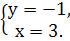 y = −1,
x = 3.